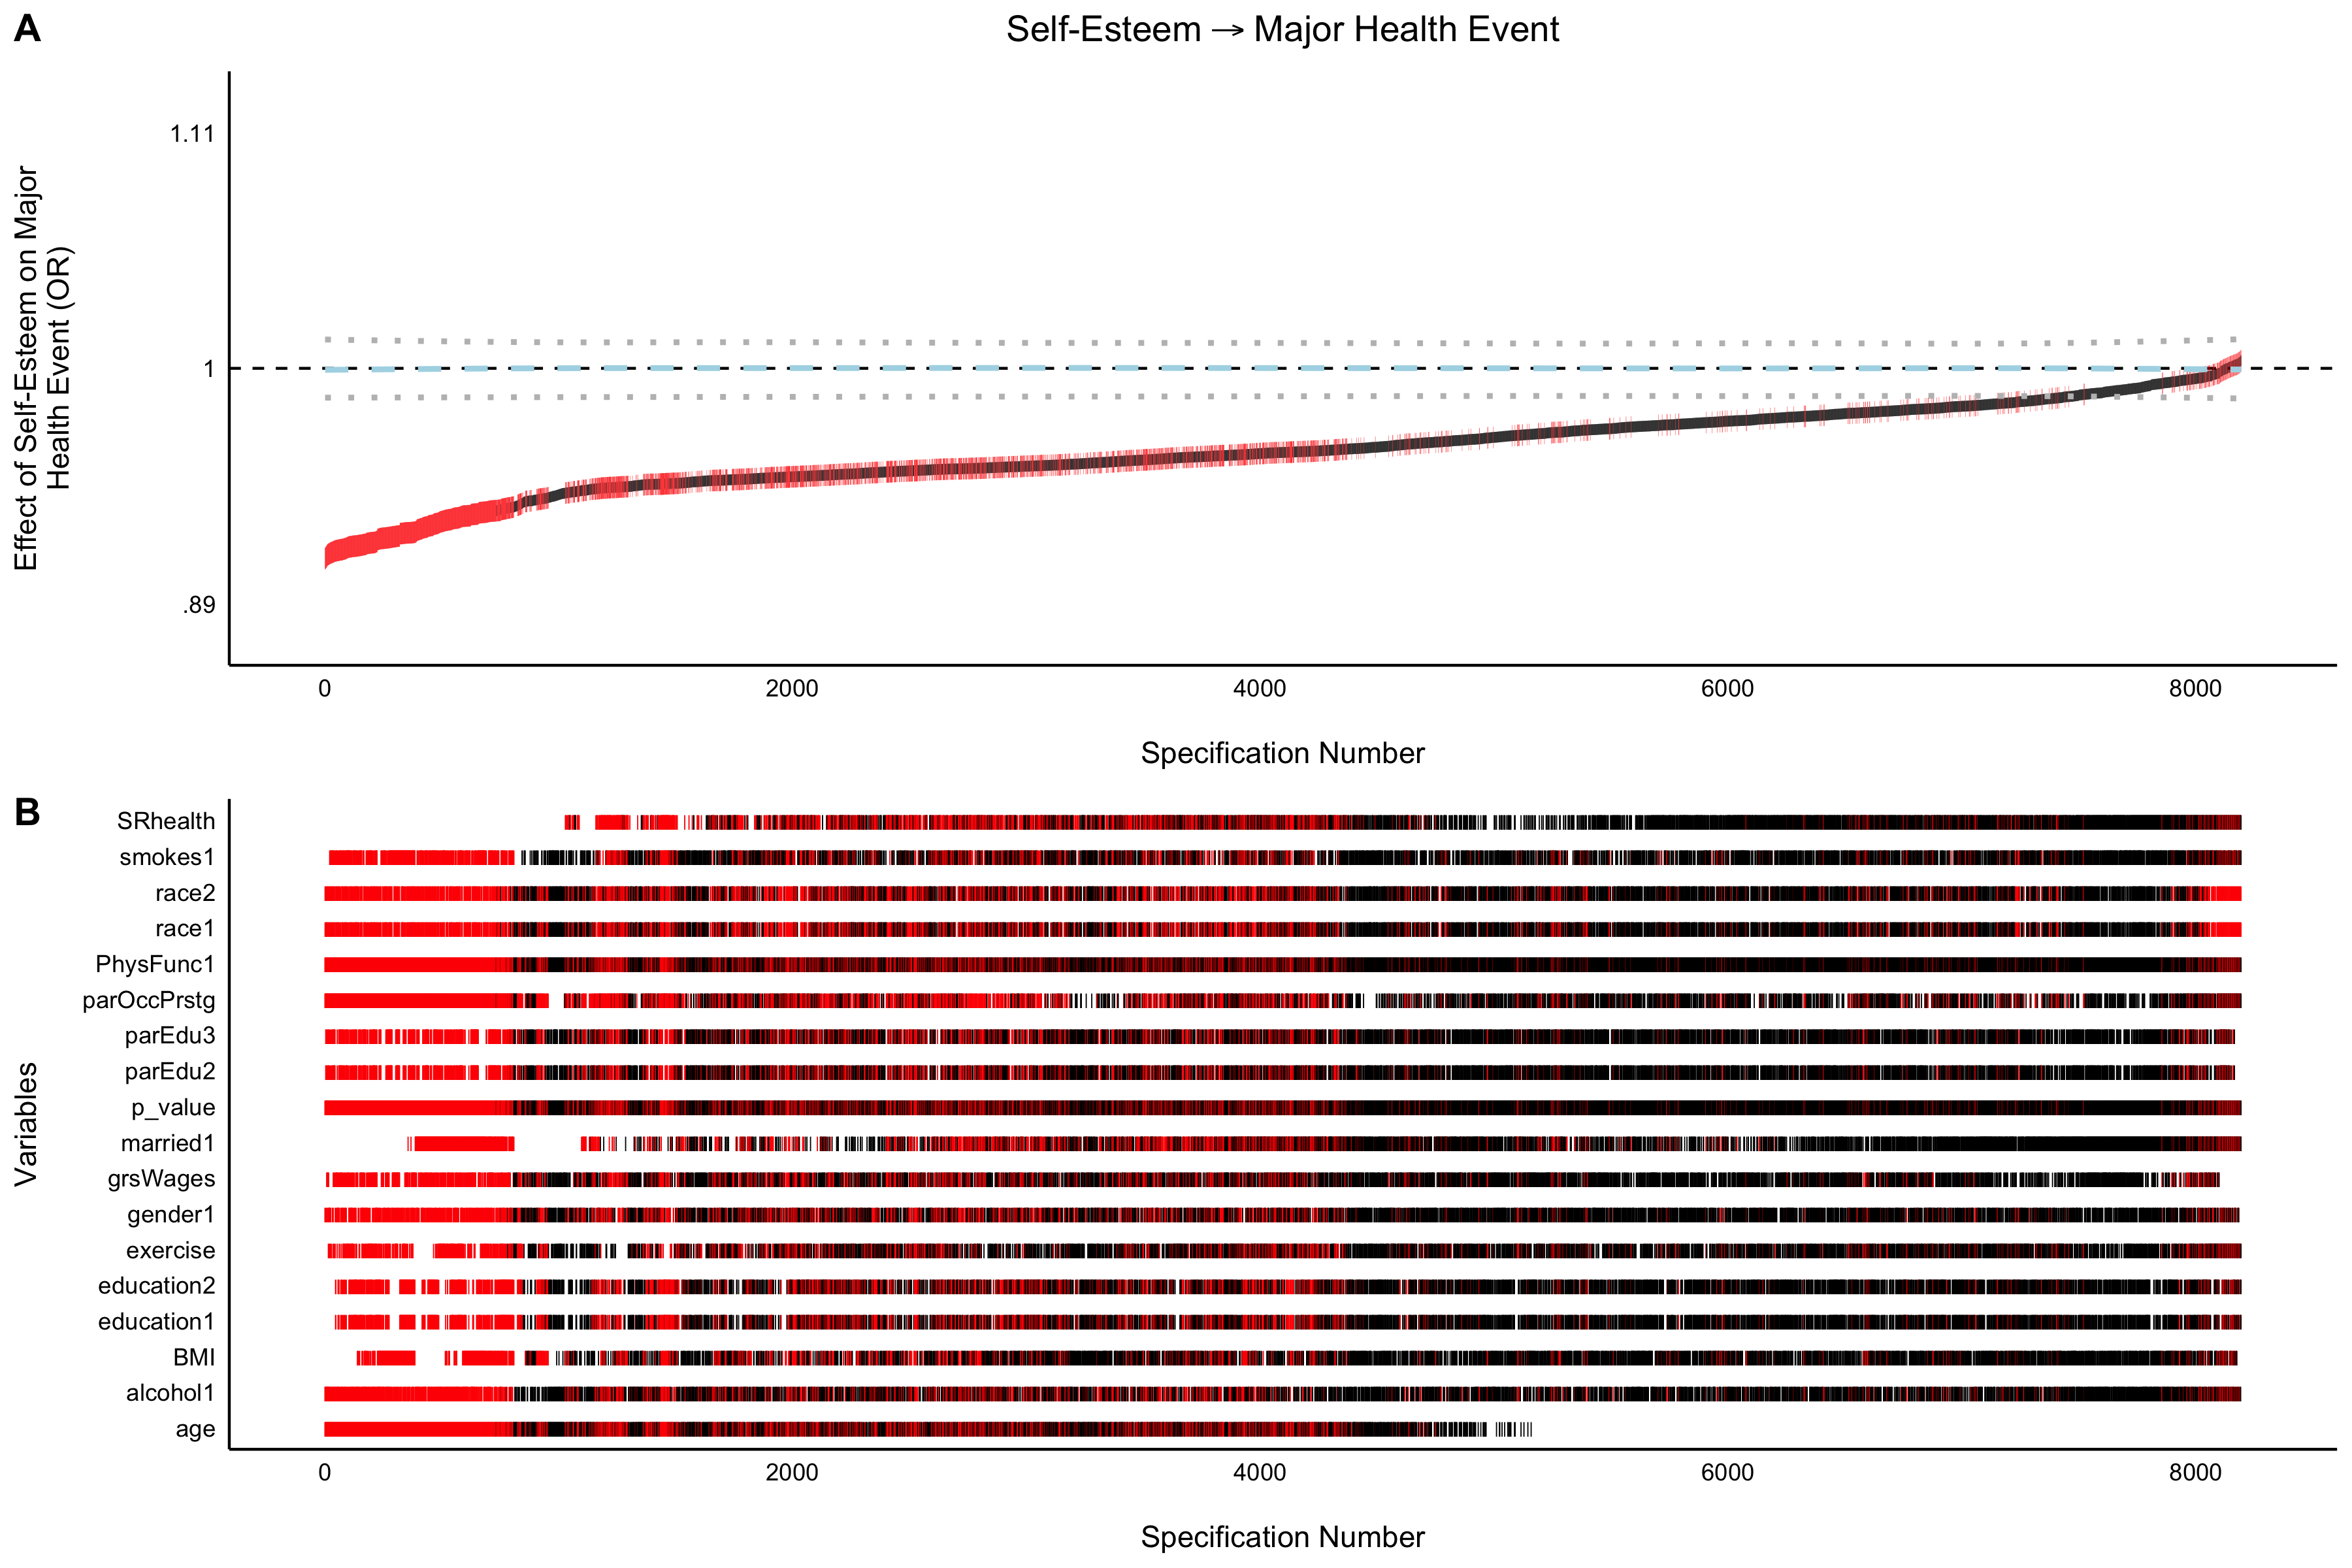 A
Self-Esteem → Major Health Event
Effect of Self-Esteem on Major
Health Event (OR)
1.11
1
.89
0 2000 4000 6000 8000
Specification Number
B
Variables
SRhealth
smokes1
race2
race1
PhysFunc1
parOccPrstg
parEdu3
parEdu2
p_value
married1
grsWages
gender1
exercise
education2
education1
BMI
alcohol1
age
0 2000 4000 6000 8000
Specification Number